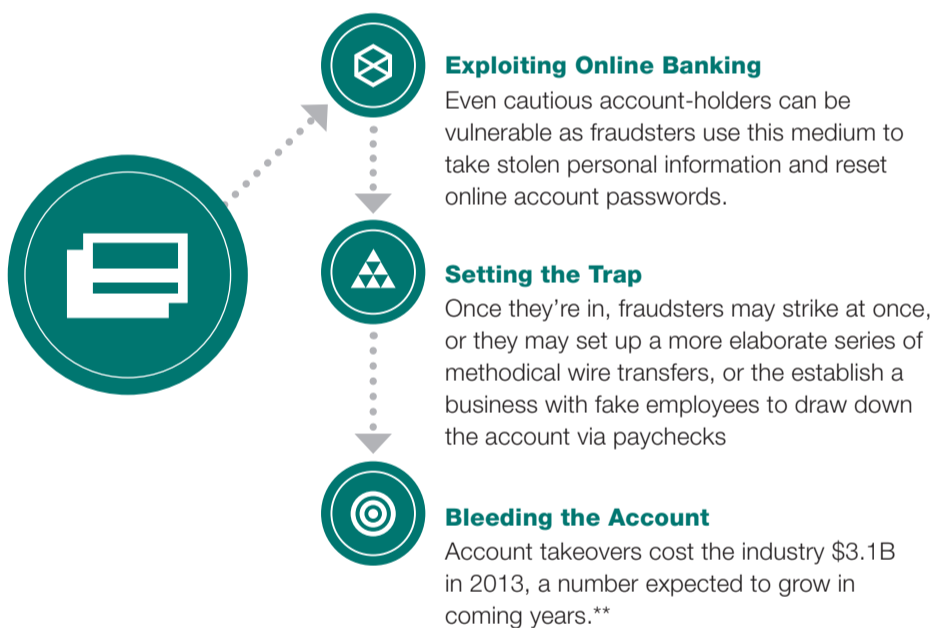 Exploiting Online Banking
Even cautious account-holders can be
vulnerable as fraudsters use this medium to
take stolen personal information and reset
online account passwords.
Setting the Trap
Once they’re in, fraudsters may strike at once,
or they may set up a more elaborate series of
methodical wire transfers, or the establish a
business with fake employees to draw down
the account via paychecks
Bleeding the Account
Account takeovers cost the industry $3.1B
in 2013, a number expected to grow in
coming years.**